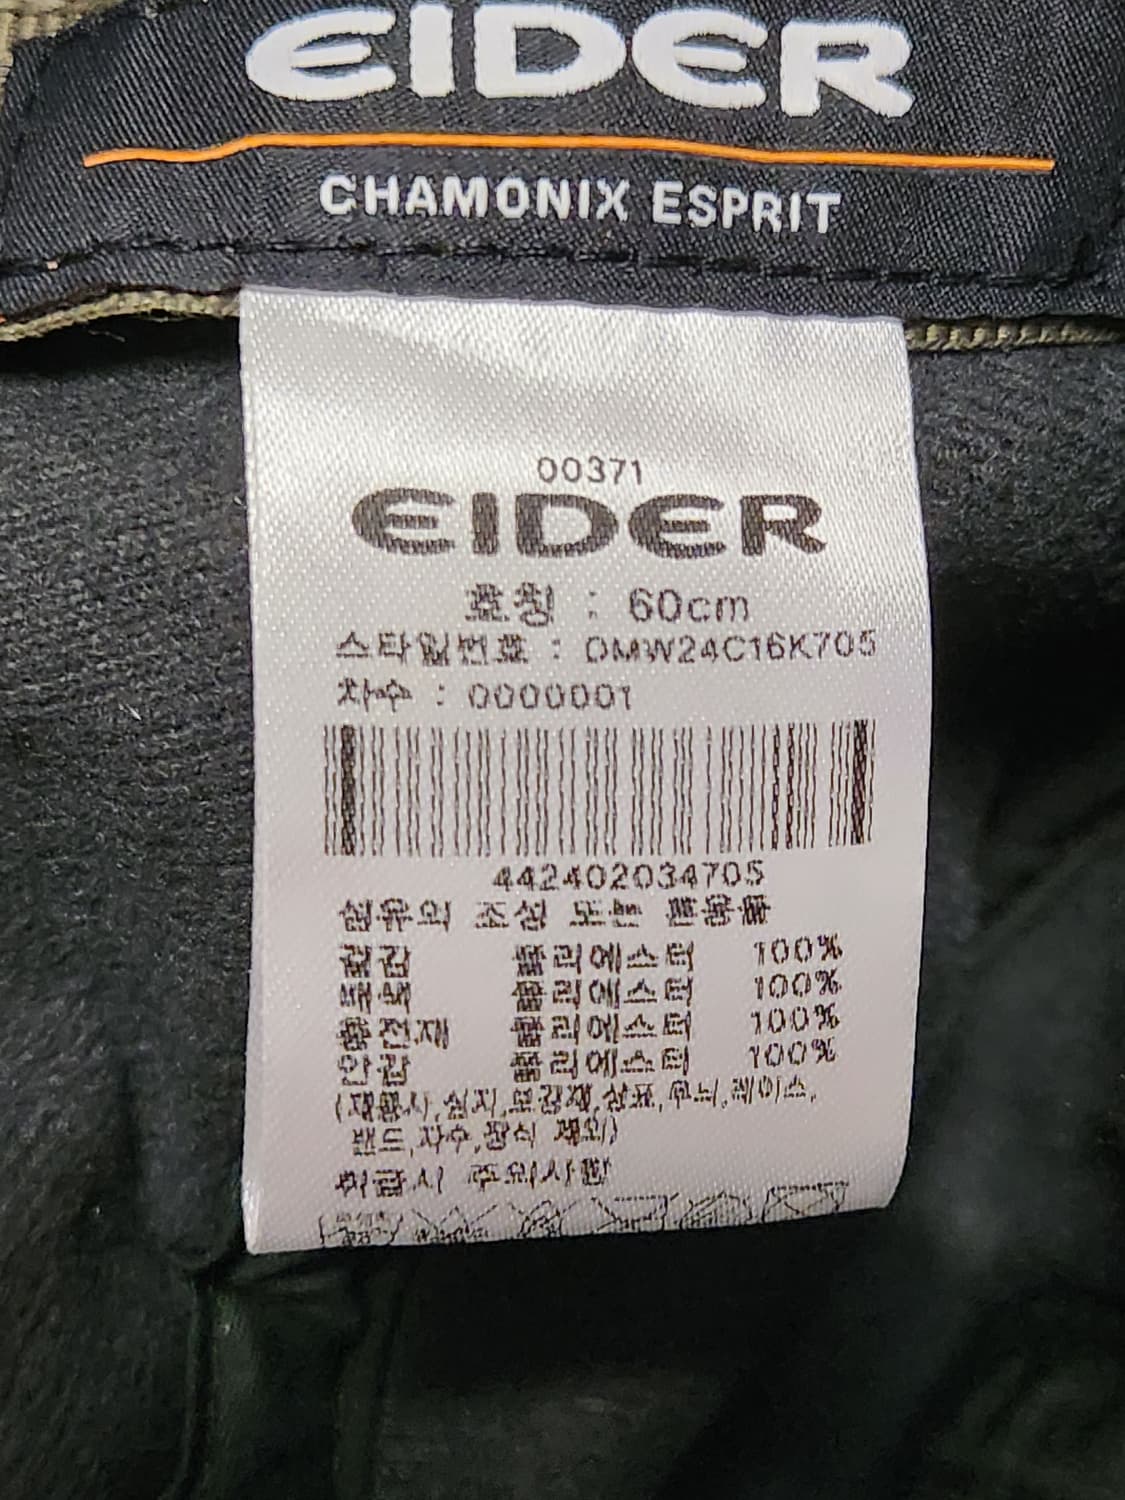 EIDER
CHAMONIX ESPRIT
00371
EIDER
호칭 : 60cm
스타일번호 : DMW24C16K705
차수 : 0000001
442402034705
섬유의 조성 또는 혼용률
겉감 폴리에스터 100%
폴리에스터 100%
충전재 폴리에스터 100%
안감 폴리에스터 100%
(재봉사,심지,보강재,상표,무늬,레이스,
밴드,자수,장식 제외)
취급시 주의사항